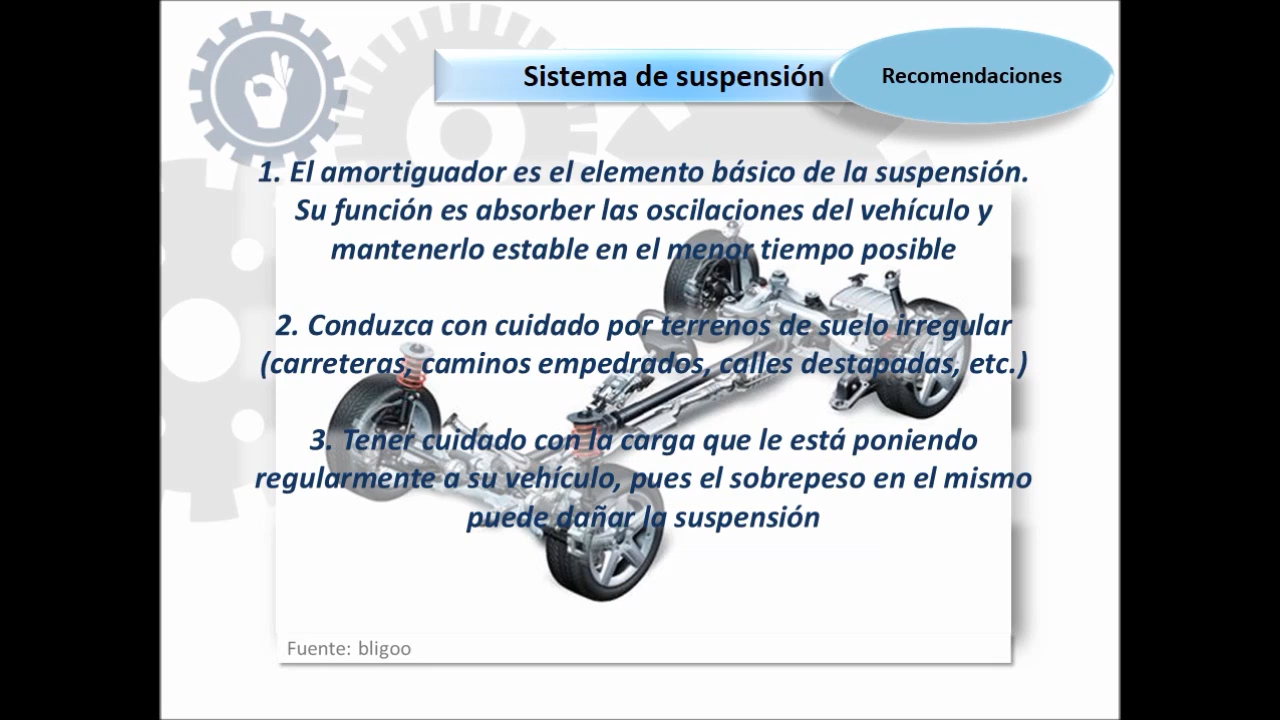 Sistema de suspensión
Recomendaciones
1. El amortiguador es el elemento básico de la suspensión.
Su función es absorber las oscilaciones del vehículo y
mantenerlo estable en el menor tiempo posible
2. Conduzca con cuidado por terrenos de suelo irregular
(carreteras, caminos empedrados, calles destapadas, etc.)
3. Tener cuidado con la carga que le está poniendo
regularmente a su vehículo, pues el sobrepeso en el mismo
puede dañar la suspensión
Fuente: bligoo